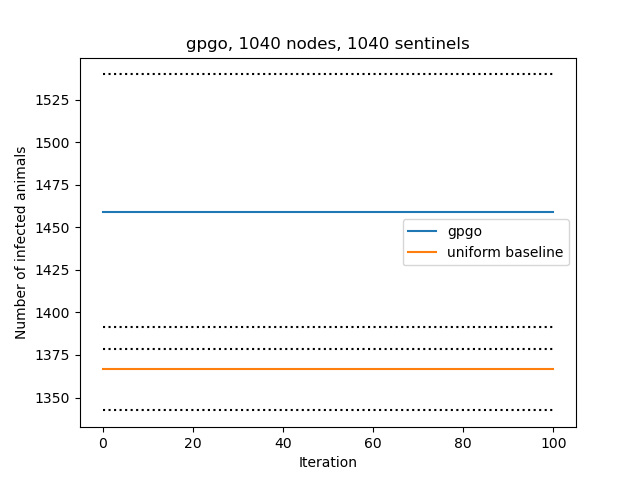 gpgo, 1040 nodes, 1040 sentinels
Number of infected animals
1525
1500
1475
1450
1425
1400
1375
1350
gpgo
uniform baseline
0 20 40 60 80 100
Iteration